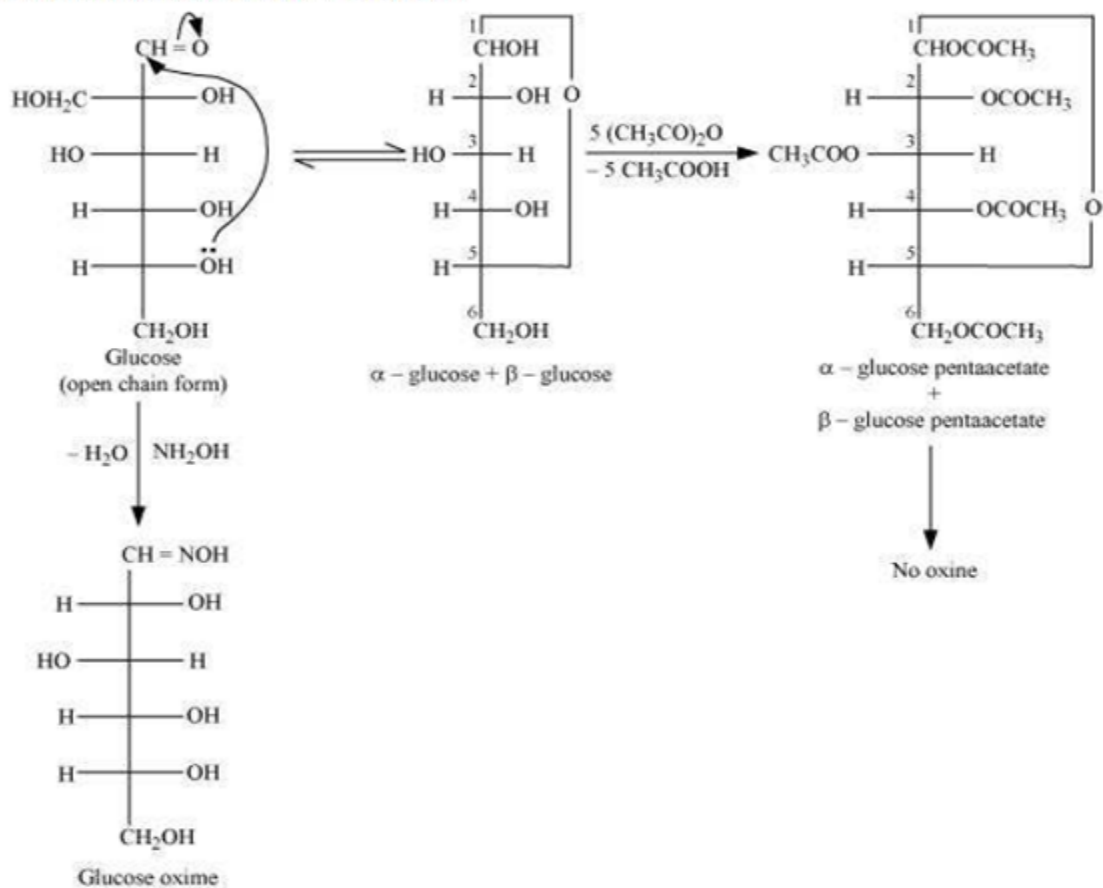 CH = O
HOH₂C OH
HO H
H OH
H OH
CH₂OH
Glucose
(open chain form)
– H₂O NH₂OH
CH = NOH
H OH
HO H
H OH
H OH
CH₂OH
Glucose oxime
1
CHOH
2
H OH O
3
HO H
4
H OH
5
H
6
CH₂OH
α – glucose + β – glucose
5 (CH₃CO)₂O
– 5 CH₃COOH
1
CHOCOCH₃
2
H OCOCH₃
3
CH₃COO H
4
H OCOCH₃ O
5
H
6
CH₂OCOCH₃
α – glucose pentaacetate
+
β – glucose pentaacetate
No oxine